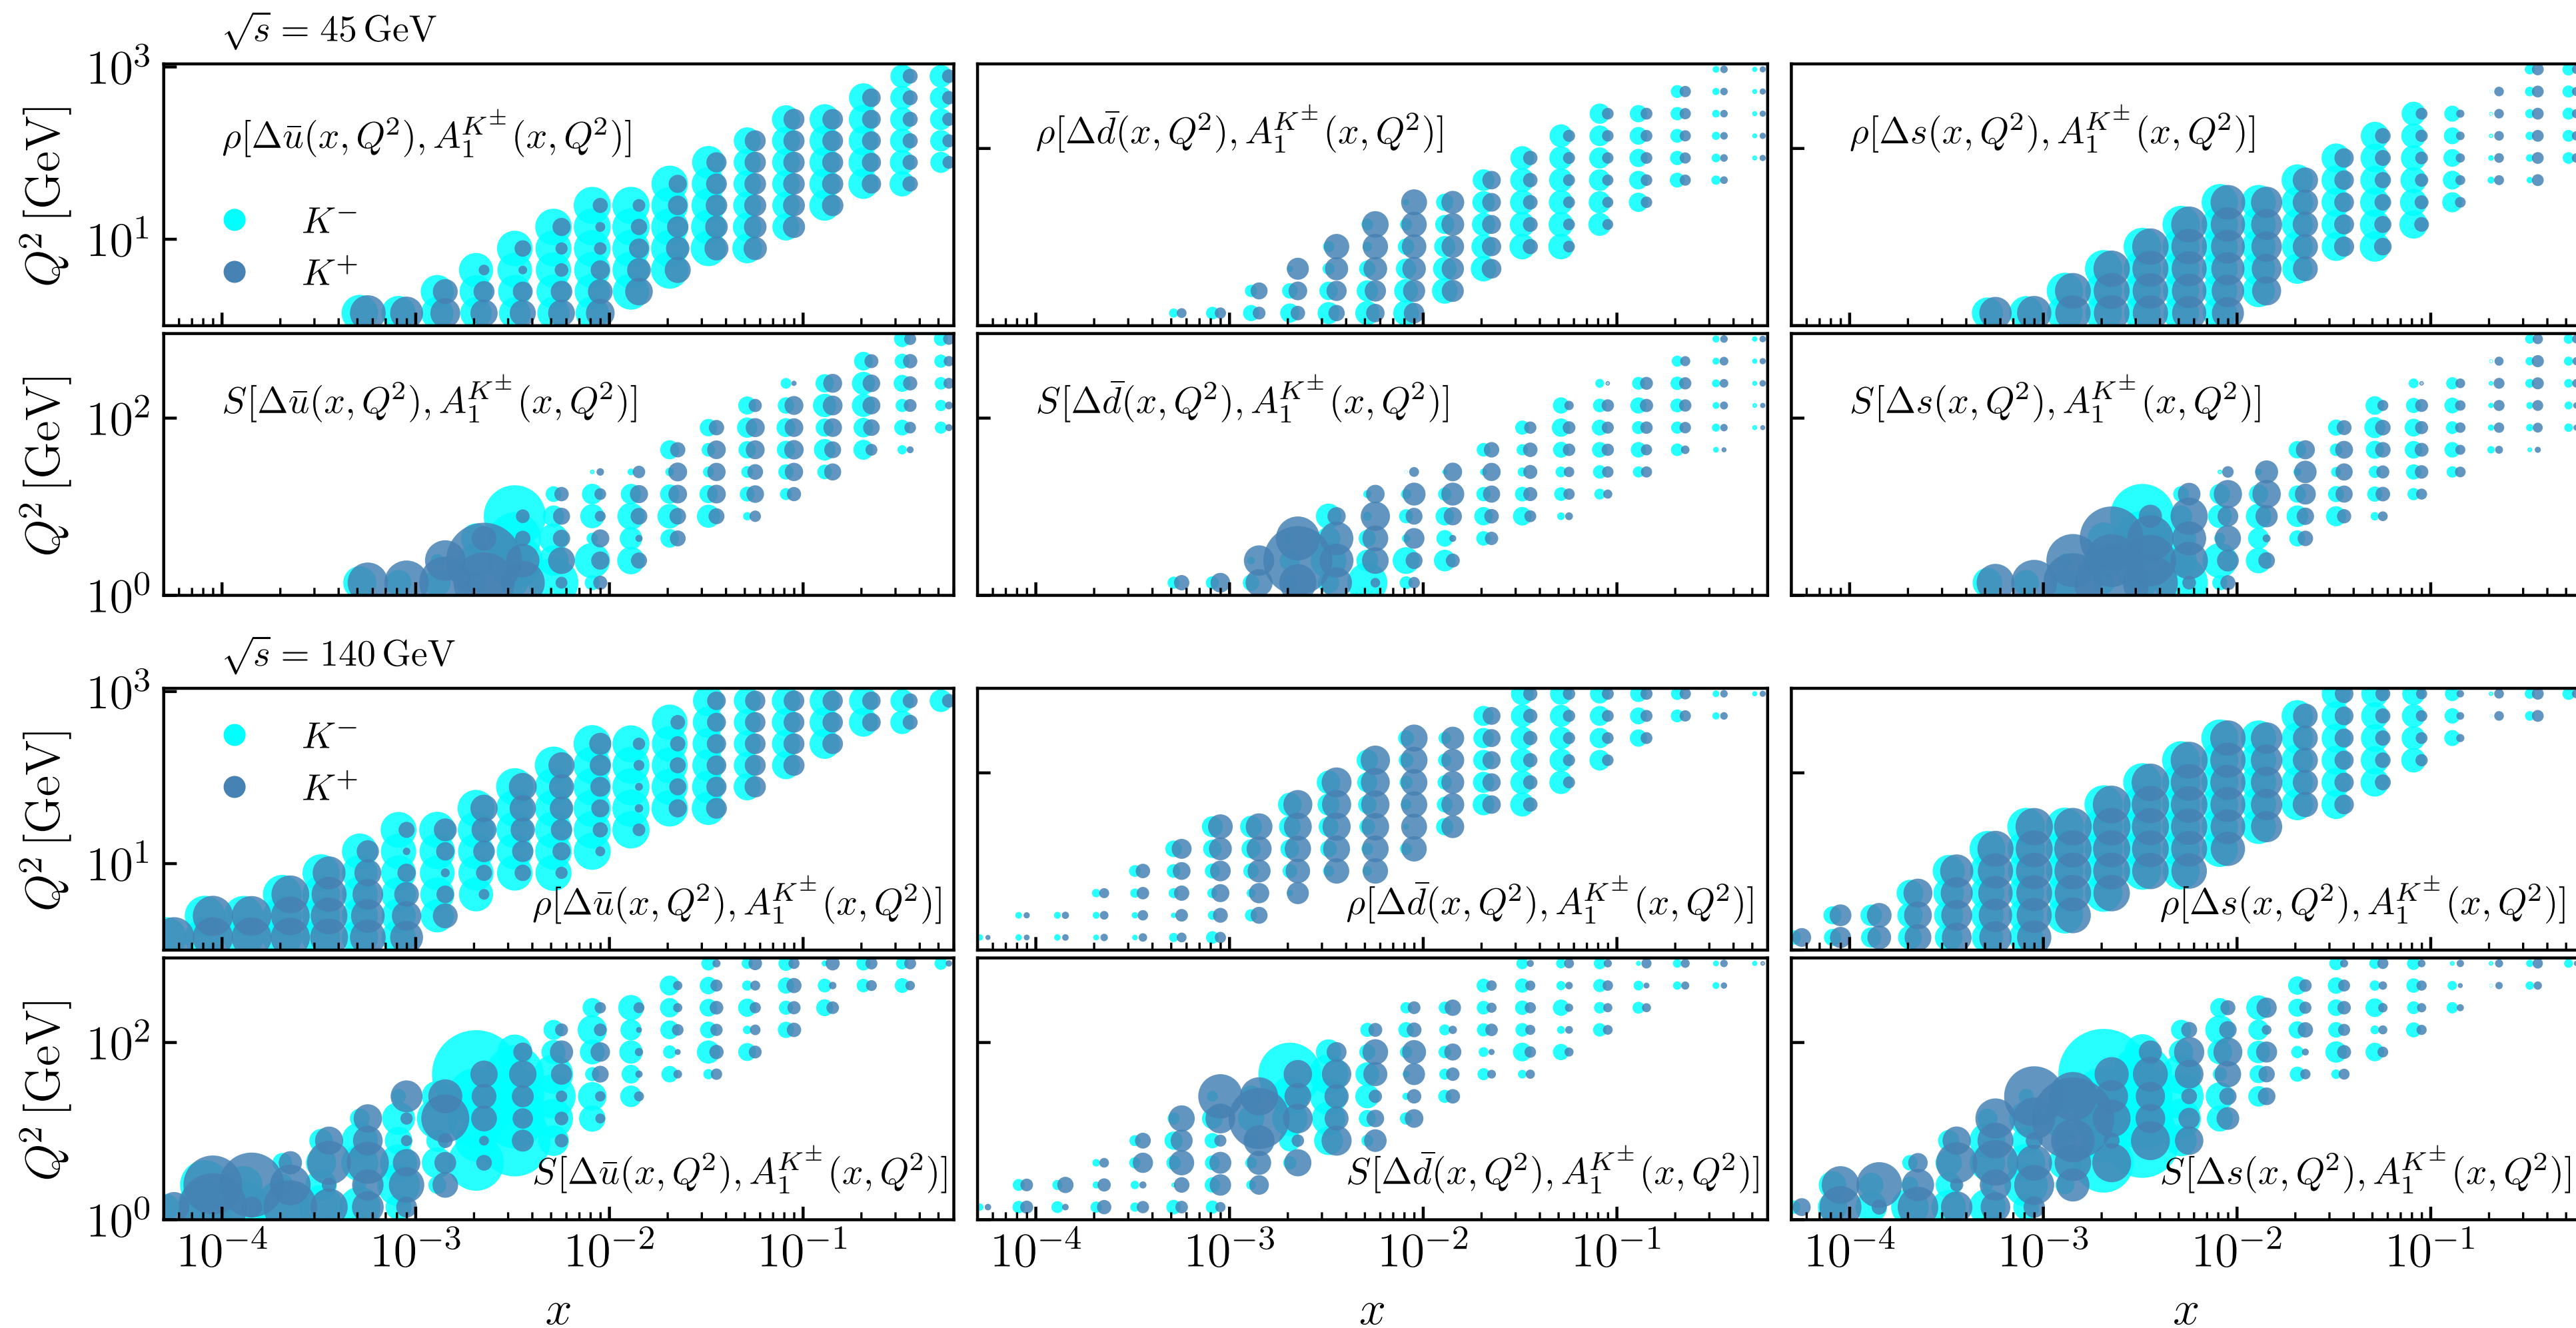 √s = 45 GeV
10³
ρ[Δū(x, Q²), A₁^{K±}(x, Q²)]
ρ[Δd̄(x, Q²), A₁^{K±}(x, Q²)]
ρ[Δs(x, Q²), A₁^{K±}(x, Q²)]
Q² [GeV]
K⁻
10¹
K⁺
S[Δū(x, Q²), A₁^{K±}(x, Q²)]
S[Δd̄(x, Q²), A₁^{K±}(x, Q²)]
S[Δs(x, Q²), A₁^{K±}(x, Q²)]
10²
Q² [GeV]
10⁰
√s = 140 GeV
10³
K⁻
K⁺
Q² [GeV]
10¹
ρ[Δū(x, Q²), A₁^{K±}(x, Q²)]
ρ[Δd̄(x, Q²), A₁^{K±}(x, Q²)]
ρ[Δs(x, Q²), A₁^{K±}(x, Q²)]
10²
Q² [GeV]
S[Δū(x, Q²), A₁^{K±}(x, Q²)]
S[Δd̄(x, Q²), A₁^{K±}(x, Q²)]
S[Δs(x, Q²), A₁^{K±}(x, Q²)]
10⁰
10⁻⁴ 10⁻³ 10⁻² 10⁻¹
10⁻⁴ 10⁻³ 10⁻² 10⁻¹
10⁻⁴ 10⁻³ 10⁻² 10⁻¹
x
x
x